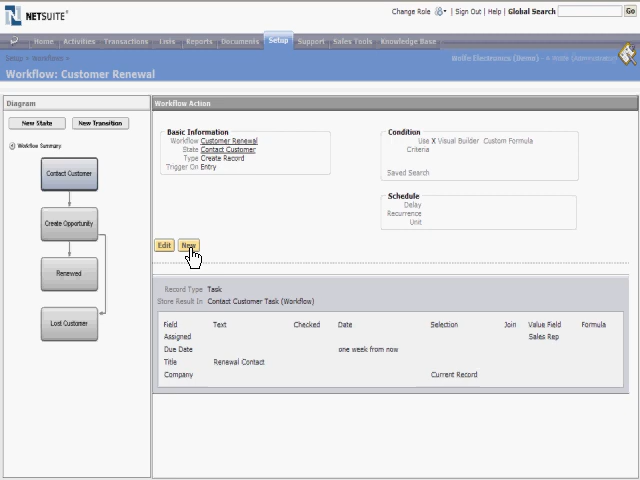 NETSUITE
Change Role | Sign Out | Help | Global Search Go
Home Activities Transactions Lists Reports Documents Setup Support Sales Tools Knowledge Base
Setup > Workflows >
Wolfe Electronics (Demo) - A Wolfe (Administrator)
Workflow: Customer Renewal
Diagram
Workflow Action
New State New Transition
Workflow Summary
Contact Customer
Create Opportunity
Renewed
Lost Customer
Basic Information
Workflow Customer Renewal
State Contact Customer
Type Create Record
Trigger On Entry
Condition
Use X Visual Builder Custom Formula
Criteria
Saved Search
Schedule
Delay
Recurrence
Unit
Edit New
Record Type Task
Store Result In Contact Customer Task (Workflow)
Field Text Checked Date Selection Join Value Field Formula
Assigned Sales Rep
Due Date one week from now
Title Renewal Contact
Company Current Record